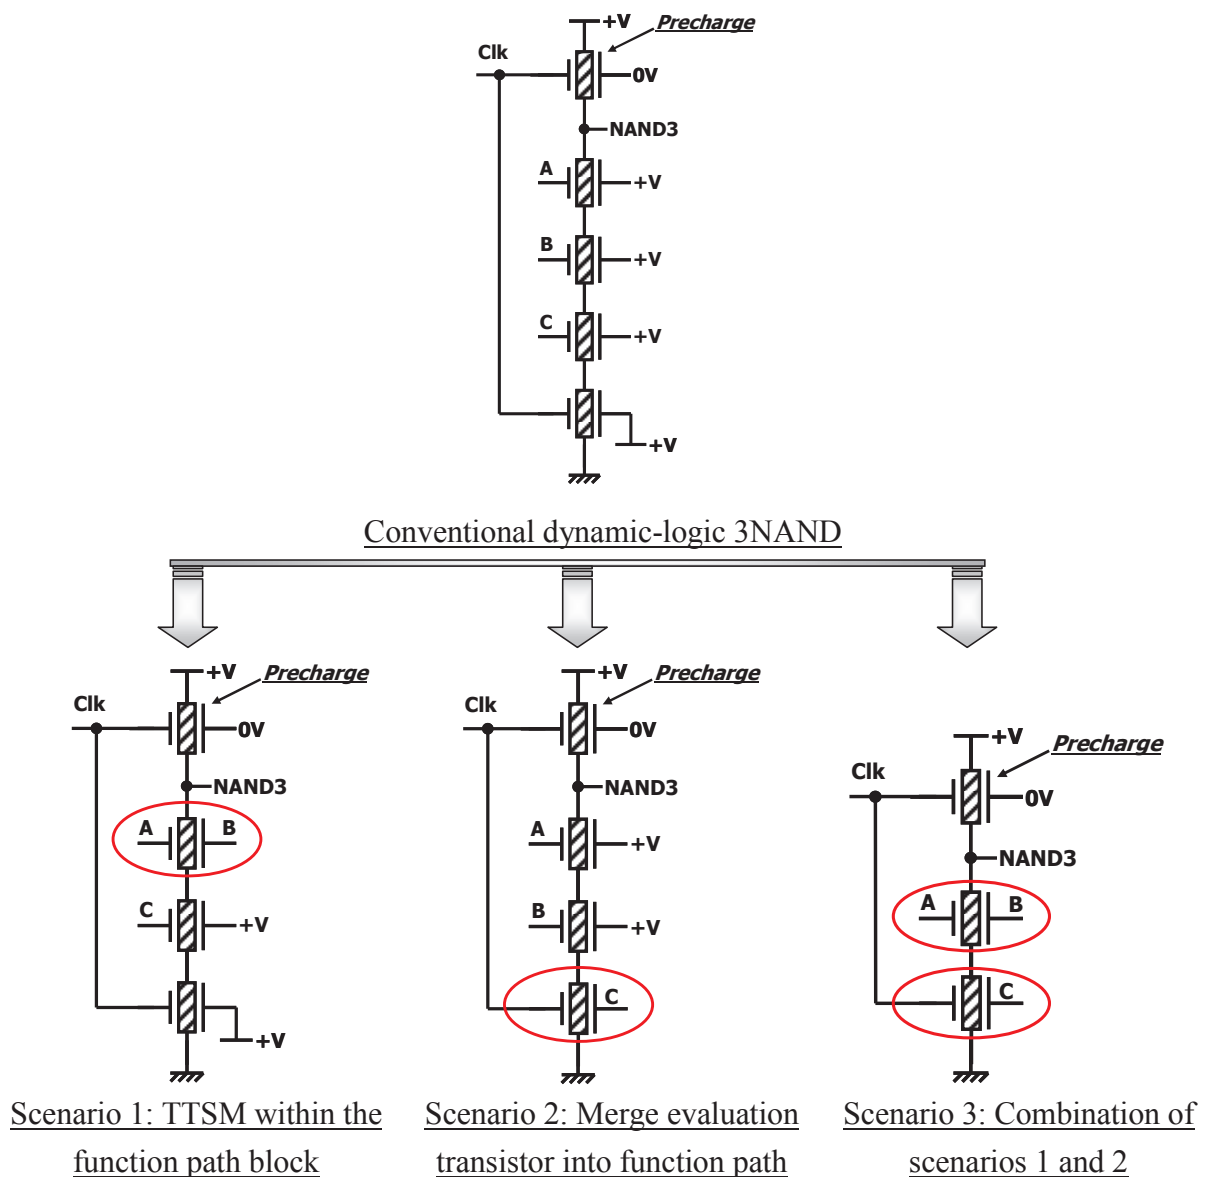 +V
Precharge
Clk
0V
NAND3
A
+V
B
+V
C
+V
+V
Conventional dynamic-logic 3NAND
+V
Precharge
Clk
0V
NAND3
A B
C
+V
+V
Scenario 1: TTSM within the
function path block
+V
Precharge
Clk
0V
NAND3
A
+V
B
+V
C
Scenario 2: Merge evaluation
transistor into function path
+V
Precharge
Clk
0V
NAND3
A B
C
Scenario 3: Combination of
scenarios 1 and 2